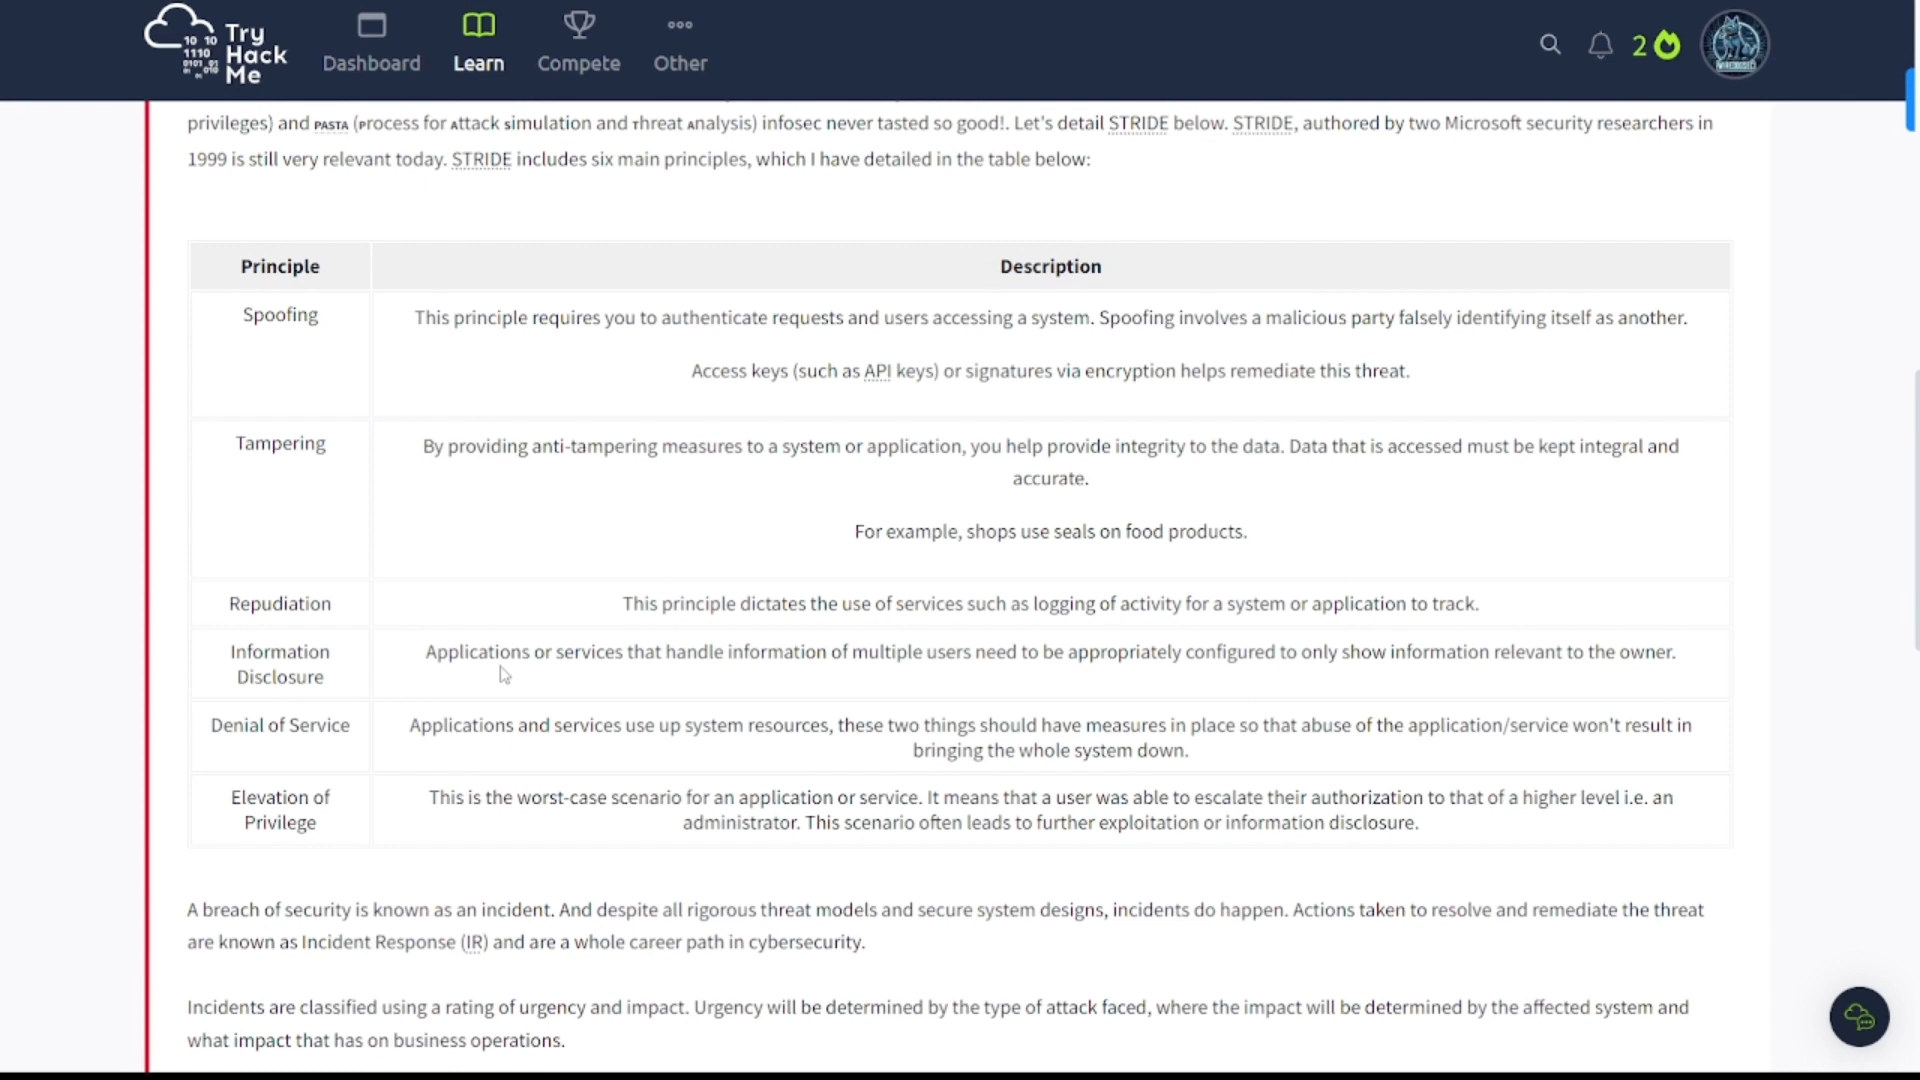 Try
Hack
Me
10 10
1110
0101 01
Dashboard
Learn
Compete
Other
2
privileges) and PASTA (Process for Attack simulation and Threat Analysis) infosec never tasted so good!. Let's detail STRIDE below. STRIDE, authored by two Microsoft security researchers in
1999 is still very relevant today. STRIDE includes six main principles, which I have detailed in the table below:
Principle
Description
Spoofing
This principle requires you to authenticate requests and users accessing a system. Spoofing involves a malicious party falsely identifying itself as another.
Access keys (such as API keys) or signatures via encryption helps remediate this threat.
Tampering
By providing anti-tampering measures to a system or application, you help provide integrity to the data. Data that is accessed must be kept integral and
accurate.
For example, shops use seals on food products.
Repudiation
This principle dictates the use of services such as logging of activity for a system or application to track.
Information
Disclosure
Applications or services that handle information of multiple users need to be appropriately configured to only show information relevant to the owner.
Denial of Service
Applications and services use up system resources, these two things should have measures in place so that abuse of the application/service won't result in
bringing the whole system down.
Elevation of
Privilege
This is the worst-case scenario for an application or service. It means that a user was able to escalate their authorization to that of a higher level i.e. an
administrator. This scenario often leads to further exploitation or information disclosure.
A breach of security is known as an incident. And despite all rigorous threat models and secure system designs, incidents do happen. Actions taken to resolve and remediate the threat
are known as Incident Response (IR) and are a whole career path in cybersecurity.
Incidents are classified using a rating of urgency and impact. Urgency will be determined by the type of attack faced, where the impact will be determined by the affected system and
what impact that has on business operations.